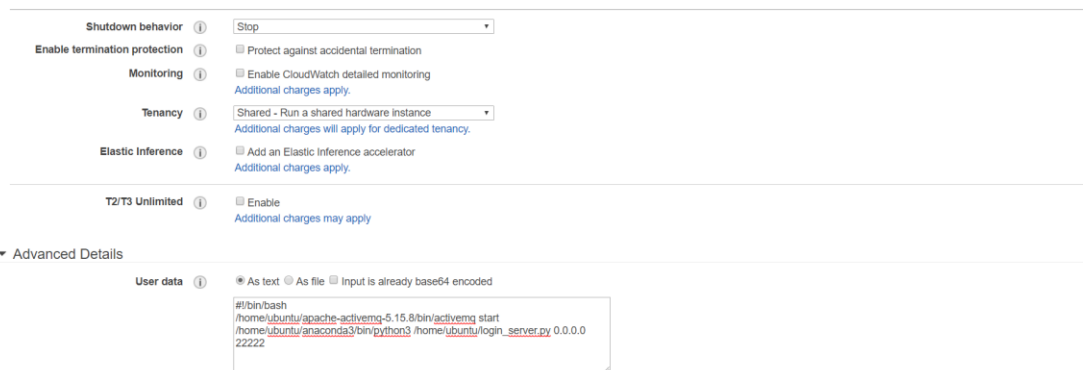 Shutdown behavior Stop
Enable termination protection Protect against accidental termination
Monitoring Enable CloudWatch detailed monitoring
Additional charges apply.
Tenancy Shared - Run a shared hardware instance
Additional charges will apply for dedicated tenancy.
Elastic Inference Add an Elastic Inference accelerator
Additional charges apply.
T2/T3 Unlimited Enable
Additional charges may apply
Advanced Details
User data As text As file Input is already base64 encoded
#!/bin/bash
/home/ubuntu/apache-activemq-5.15.8/bin/activemq start
/home/ubuntu/anaconda3/bin/python3 /home/ubuntu/login_server.py 0.0.0.0
22222